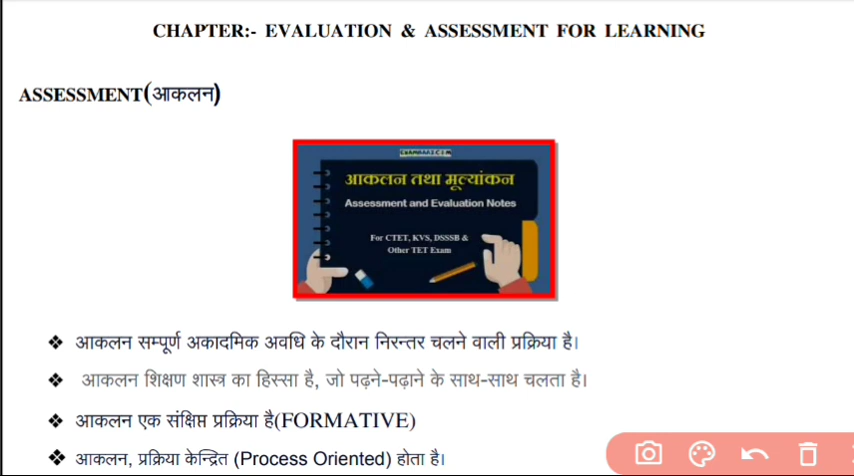 CHAPTER:- EVALUATION & ASSESSMENT FOR LEARNING
ASSESSMENT(आकलन)
आकलन तथा मूल्यांकन
Assessment and Evaluation Notes
For CTET, KVS, DSSSB &
Other TET Exam
❖ आकलन सम्पूर्ण अकादमिक अवधि के दौरान निरन्तर चलने वाली प्रक्रिया है।
❖ आकलन शिक्षण शास्त्र का हिस्सा है, जो पढ़ने-पढ़ाने के साथ-साथ चलता है।
❖ आकलन एक संक्षिप्त प्रक्रिया है(FORMATIVE)
❖ आकलन, प्रक्रिया केन्द्रित (Process Oriented) होता है।